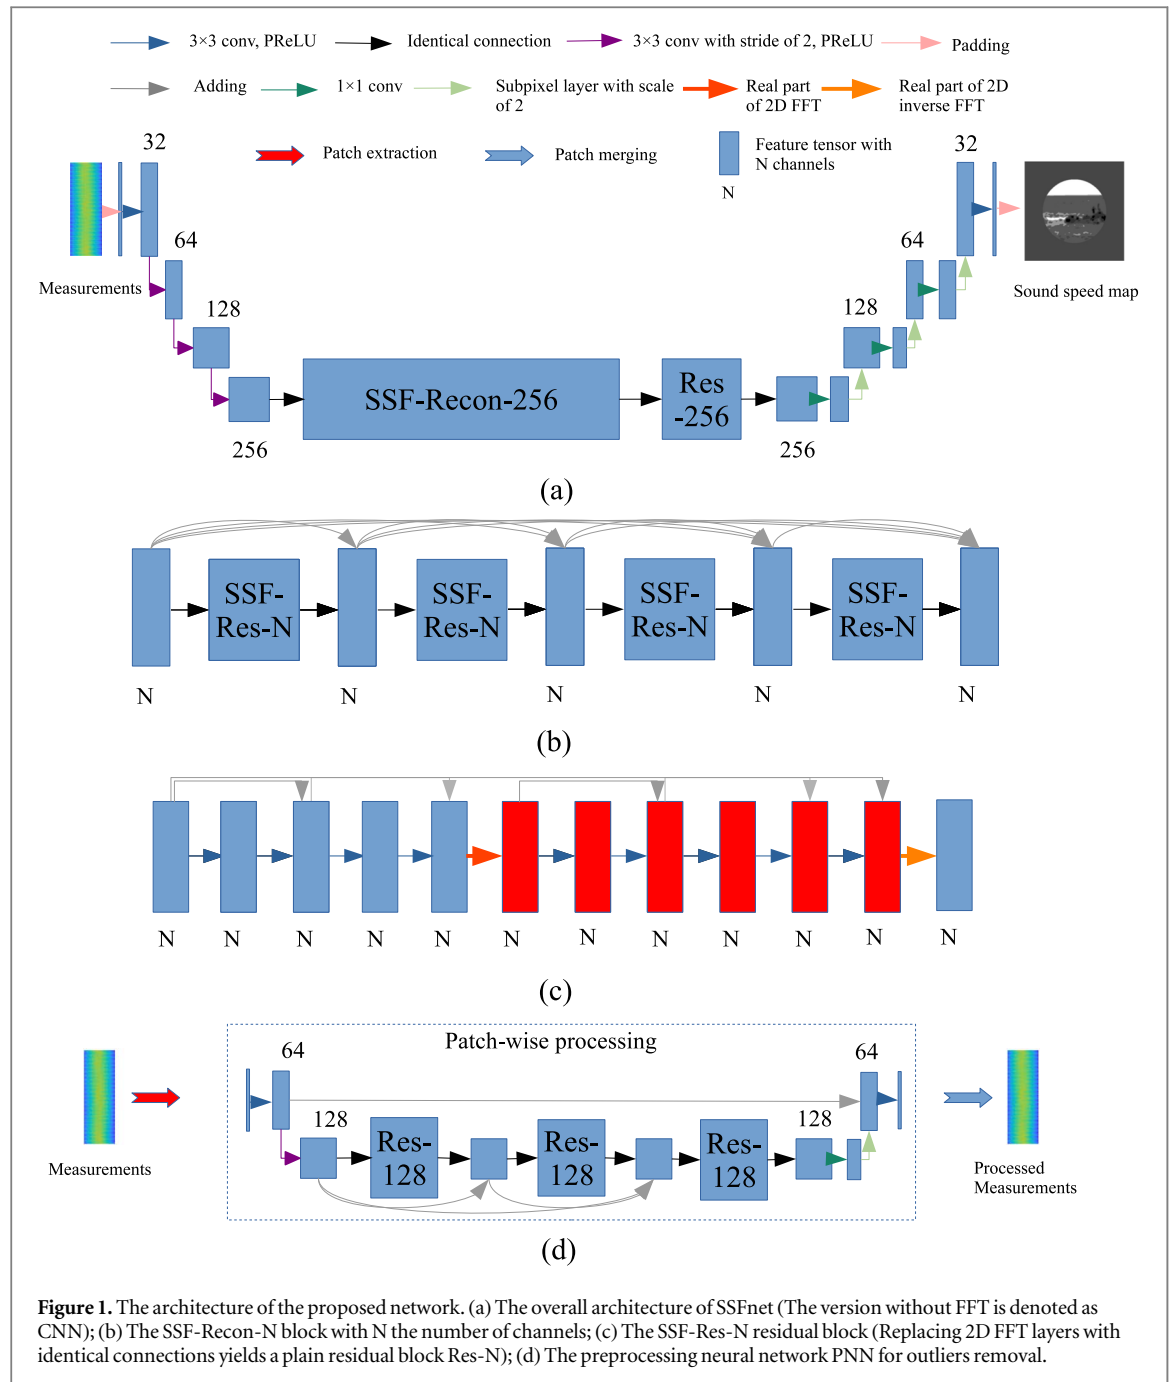 3×3 conv, PReLU
Identical connection
3×3 conv with stride of 2, PReLU
Padding
Adding
1×1 conv
Subpixel layer with scale
of 2
Real part
of 2D FFT
Real part of 2D
inverse FFT
Patch extraction
Patch merging
Feature tensor with
N channels
N
32
64
128
256
Measurements
SSF-Recon-256
Res
-256
256
128
64
32
Sound speed map
(a)
SSF-
Res-N
SSF-
Res-N
SSF-
Res-N
SSF-
Res-N
N
N
N
N
N
(b)
N
N
N
N
N
N
N
N
N
N
N
N
(c)
Patch-wise processing
64
128
Res-
128
Res-
128
Res-
128
128
64
Measurements
Processed
Measurements
(d)
Figure 1. The architecture of the proposed network. (a) The overall architecture of SSFnet (The version without FFT is denoted as
CNN); (b) The SSF-Recon-N block with N the number of channels; (c) The SSF-Res-N residual block (Replacing 2D FFT layers with
identical connections yields a plain residual block Res-N); (d) The preprocessing neural network PNN for outliers removal.